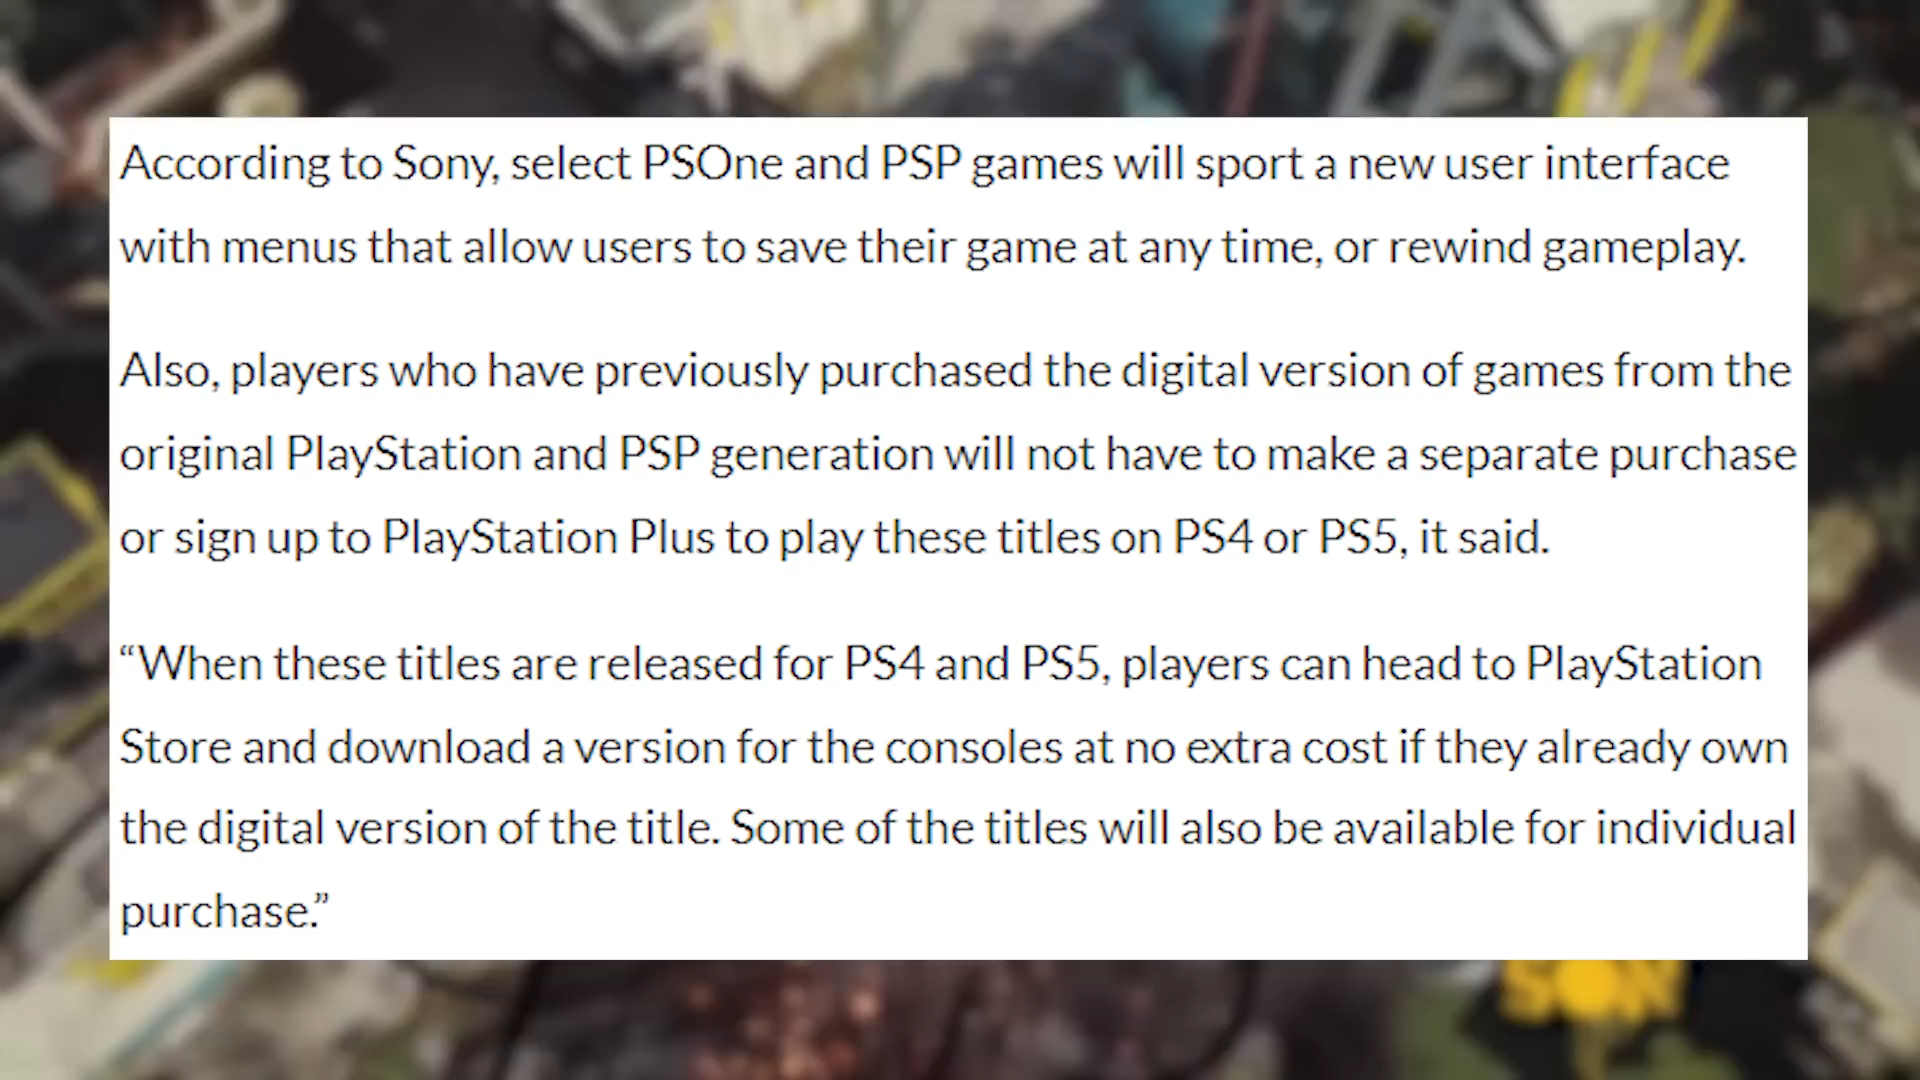 According to Sony, select PSOne and PSP games will sport a new user interface
with menus that allow users to save their game at any time, or rewind gameplay.
Also, players who have previously purchased the digital version of games from the
original PlayStation and PSP generation will not have to make a separate purchase
or sign up to PlayStation Plus to play these titles on PS4 or PS5, it said.
“When these titles are released for PS4 and PS5, players can head to PlayStation
Store and download a version for the consoles at no extra cost if they already own
the digital version of the title. Some of the titles will also be available for individual
purchase.”